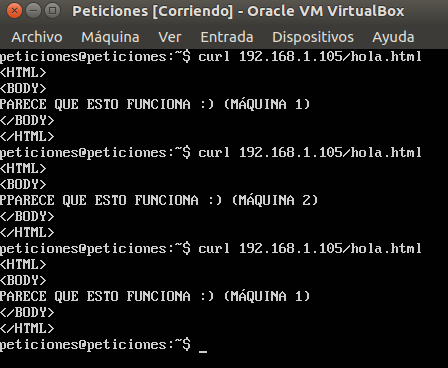 Peticiones [Corriendo] - Oracle VM VirtualBox
Archivo Máquina Ver Entrada Dispositivos Ayuda
peticiones@peticiones:~$ curl 192.168.1.105/hola.html
<HTML>
<BODY>
PARECE QUE ESTO FUNCIONA :) (MÁQUINA 1)
</BODY>
</HTML>
peticiones@peticiones:~$ curl 192.168.1.105/hola.html
<HTML>
<BODY>
PPARECE QUE ESTO FUNCIONA :) (MáQUINA 2)
</BODY>
</HTML>
peticiones@peticiones:~$ curl 192.168.1.105/hola.html
<HTML>
<BODY>
PARECE QUE ESTO FUNCIONA :) (MÁQUINA 1)
</BODY>
</HTML>
peticiones@peticiones:~$ _